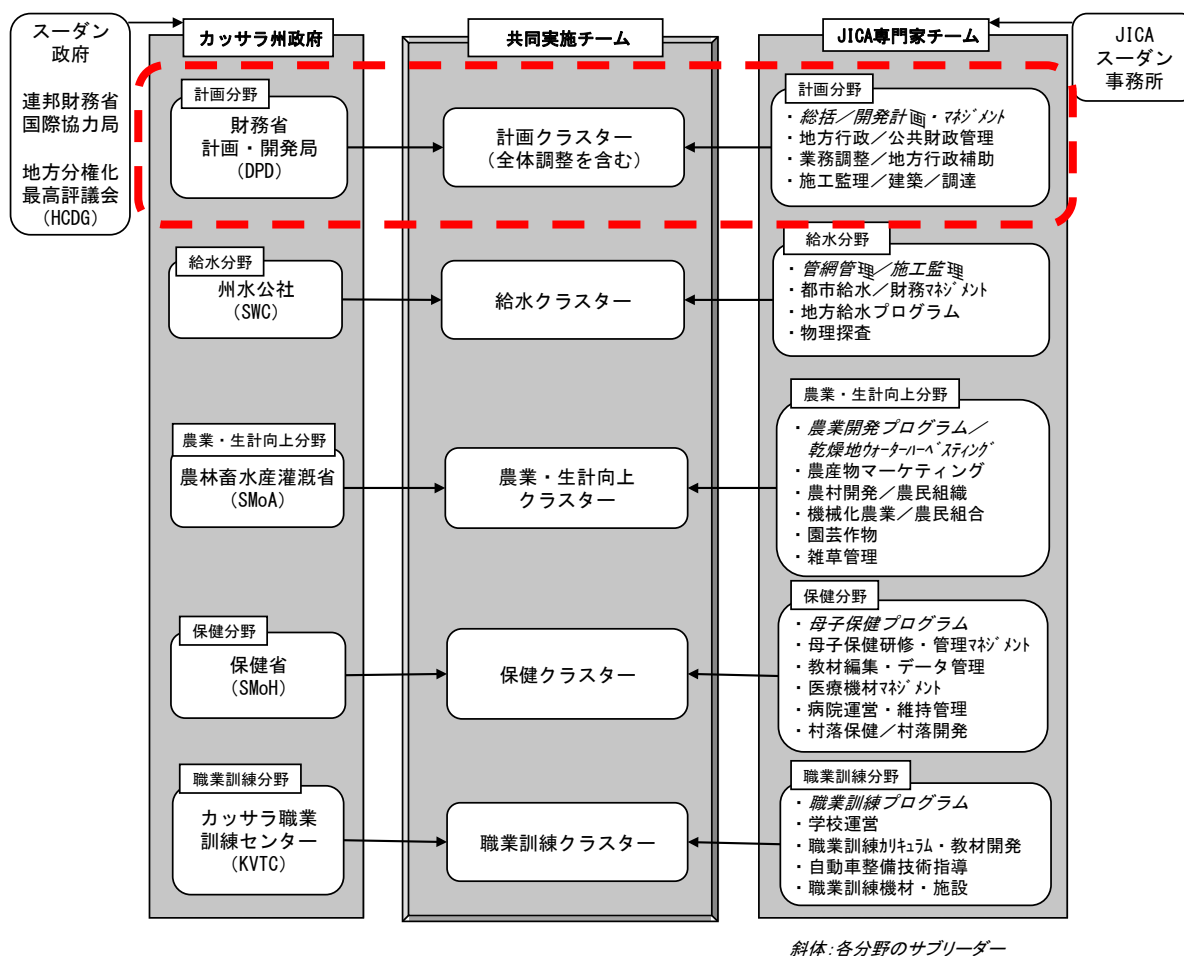 スーダン
政府
連邦財務省
国際協力局
地方分権化
最高評議会
(HCDG)
カッサラ州政府
共同実施チーム
JICA専門家チーム
JICA
スーダン
事務所
計画分野
財務省
計画・開発局
(DPD)
計画クラスター
(全体調整を含む)
計画分野
・総括／開発計画・マネジメント
・地方行政／公共財政管理
・業務調整／地方行政補助
・施工監理／建築／調達
給水分野
州水公社
(SWC)
給水クラスター
給水分野
・管網管理／施工監理
・都市給水／財務マネジメント
・地方給水プログラム
・物理探査
農業・生計向上分野
農林畜水産灌漑省
(SMoA)
農業・生計向上
クラスター
農業・生計向上分野
・農業開発プログラム／
乾燥地ウォーターハーベスティング
・農産物マーケティング
・農村開発／農民組織
・機械化農業／農民組合
・園芸作物
・雑草管理
保健分野
保健省
(SMoH)
保健クラスター
保健分野
・母子保健プログラム
・母子保健研修・管理マネジメント
・教材編集・データ管理
・医療機材マネジメント
・病院運営・維持管理
・村落保健／村落開発
職業訓練分野
カッサラ職業
訓練センター
(KVTC)
職業訓練クラスター
職業訓練分野
・職業訓練プログラム
・学校運営
・職業訓練カリキュラム・教材開発
・自動車整備技術指導
・職業訓練機材・施設
斜体:各分野のサブリーダー